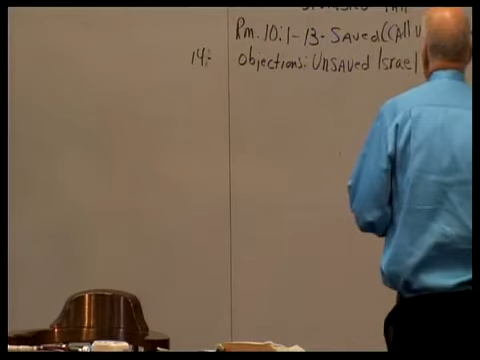 Rm. 10:1-13- Saved (Call u
14:- Objections: Unsaved Israel